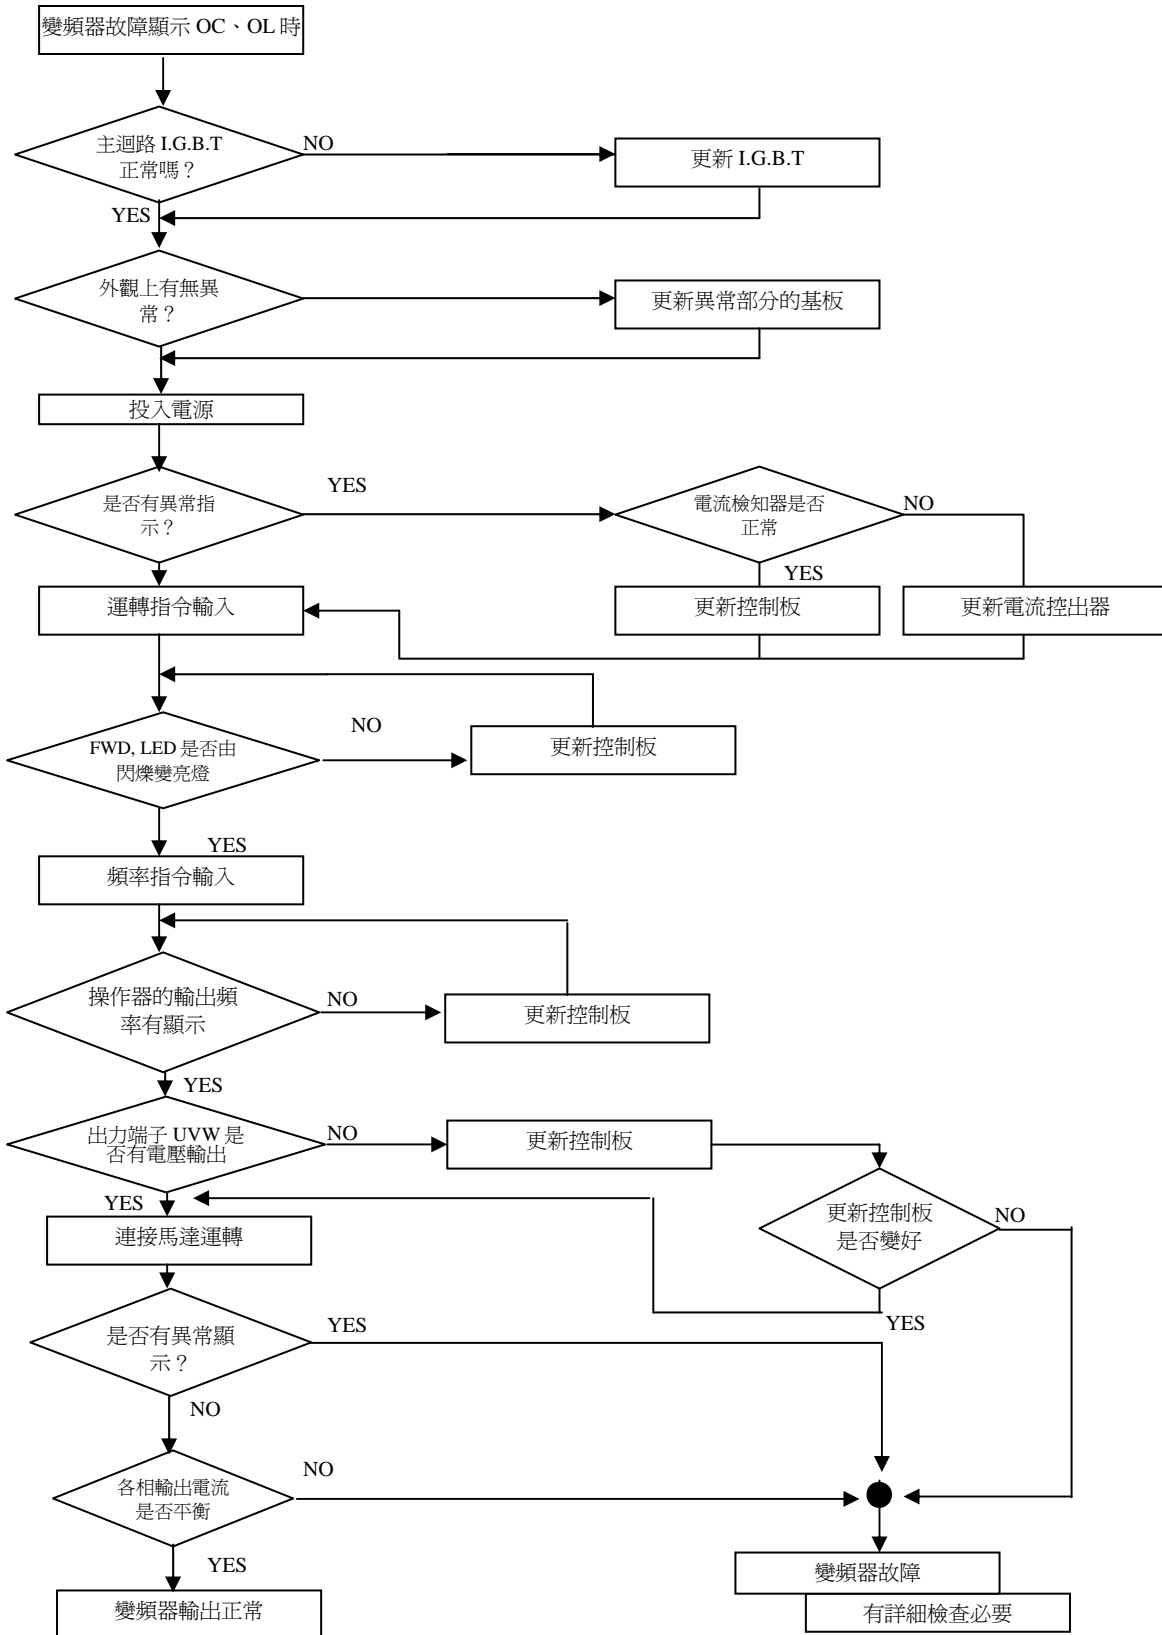 變頻器故障顯示 OC、OL 時
主迴路 I.G.B.T
正常嗎？
NO
更新 I.G.B.T
YES
外觀上有無異
常？
更新異常部分的基板
投入電源
是否有異常指
示？
YES
電流檢知器是否
正常
NO
YES
運轉指令輸入
更新控制板
更新電流控出器
FWD, LED 是否由
閃爍變亮燈
NO
更新控制板
YES
頻率指令輸入
操作器的輸出頻
率有顯示
NO
更新控制板
YES
出力端子 UVW 是
否有電壓輸出
NO
更新控制板
YES
連接馬達運轉
更新控制板
是否變好
NO
YES
是否有異常顯
示？
YES
NO
各相輸出電流
是否平衡
NO
YES
變頻器故障
變頻器輸出正常
有詳細檢查必要